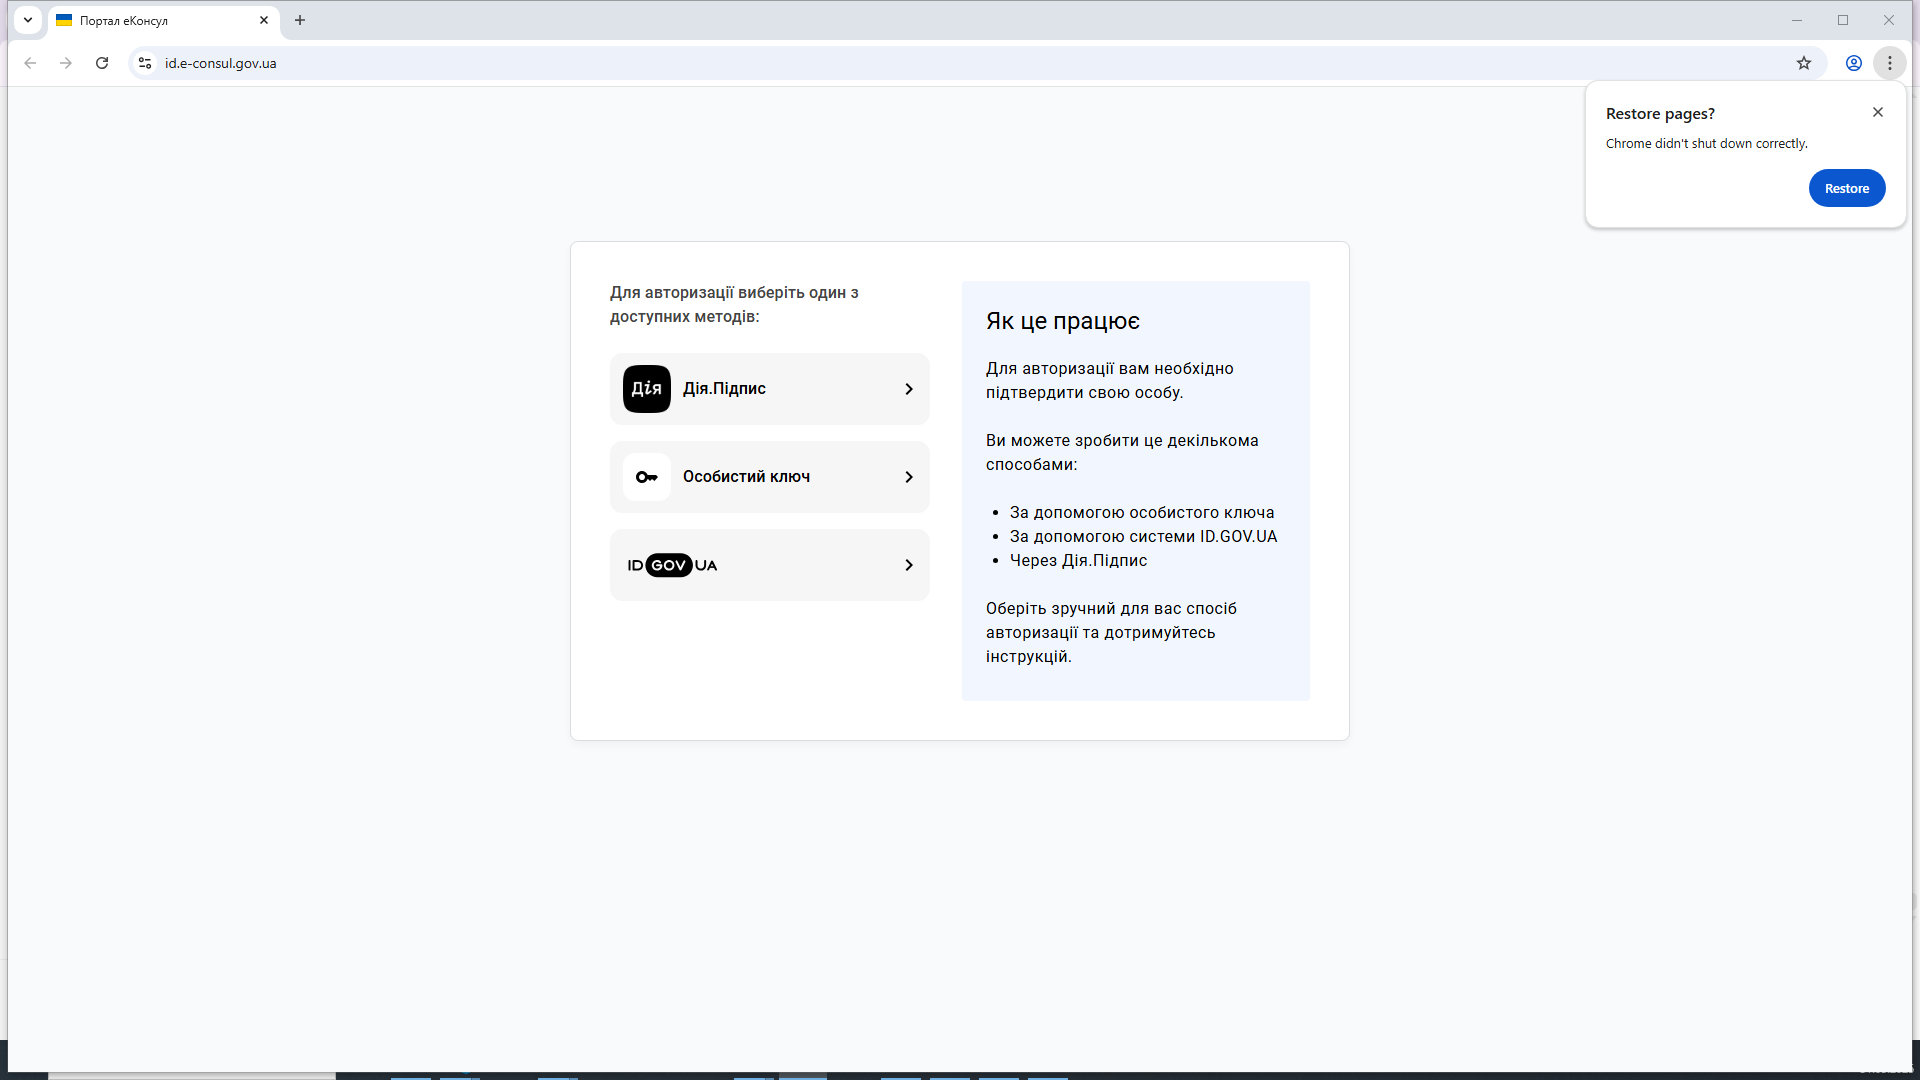 Портал еКонсул
id.e-consul.gov.ua
Restore pages?
Chrome didn't shut down correctly.
Restore
Для авторизації виберіть один з
доступних методів:
Дія Дія.Підпис
Особистий ключ
ID GOV UA
Як це працює
Для авторизації вам необхідно
підтвердити свою особу.
Ви можете зробити це декількома
способами:
• За допомогою особистого ключа
• За допомогою системи ID.GOV.UA
• Через Дія.Підпис
Оберіть зручний для вас спосіб
авторизації та дотримуйтесь
інструкцій.